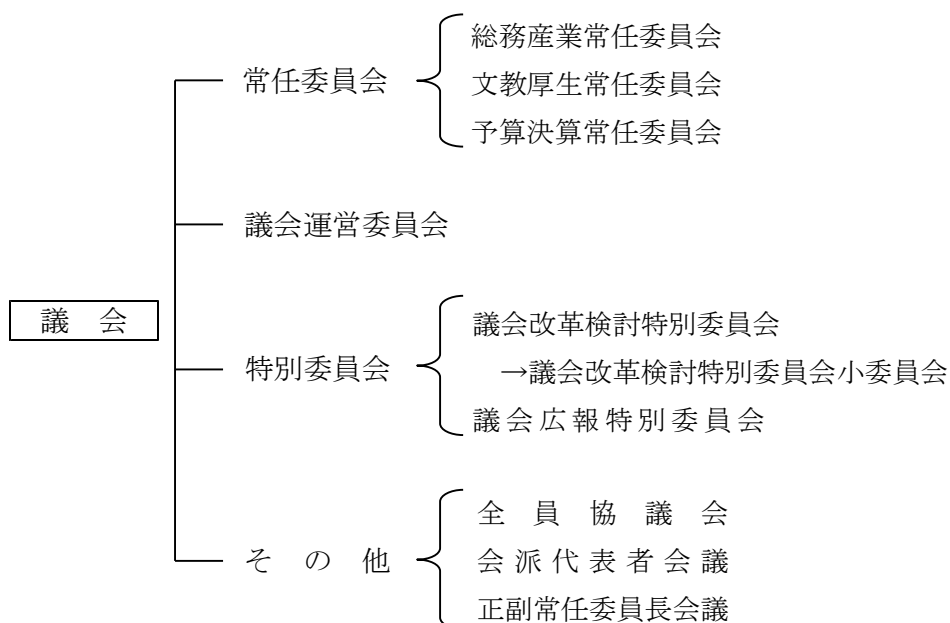 総務産業常任委員会
常任委員会
文教厚生常任委員会
予算決算常任委員会
議会運営委員会
議　会
議会改革検討特別委員会
特別委員会
→議会改革検討特別委員会小委員会
議会広報特別委員会
全　員　協　議　会
そ　の　他
会派代表者会議
正副常任委員長会議